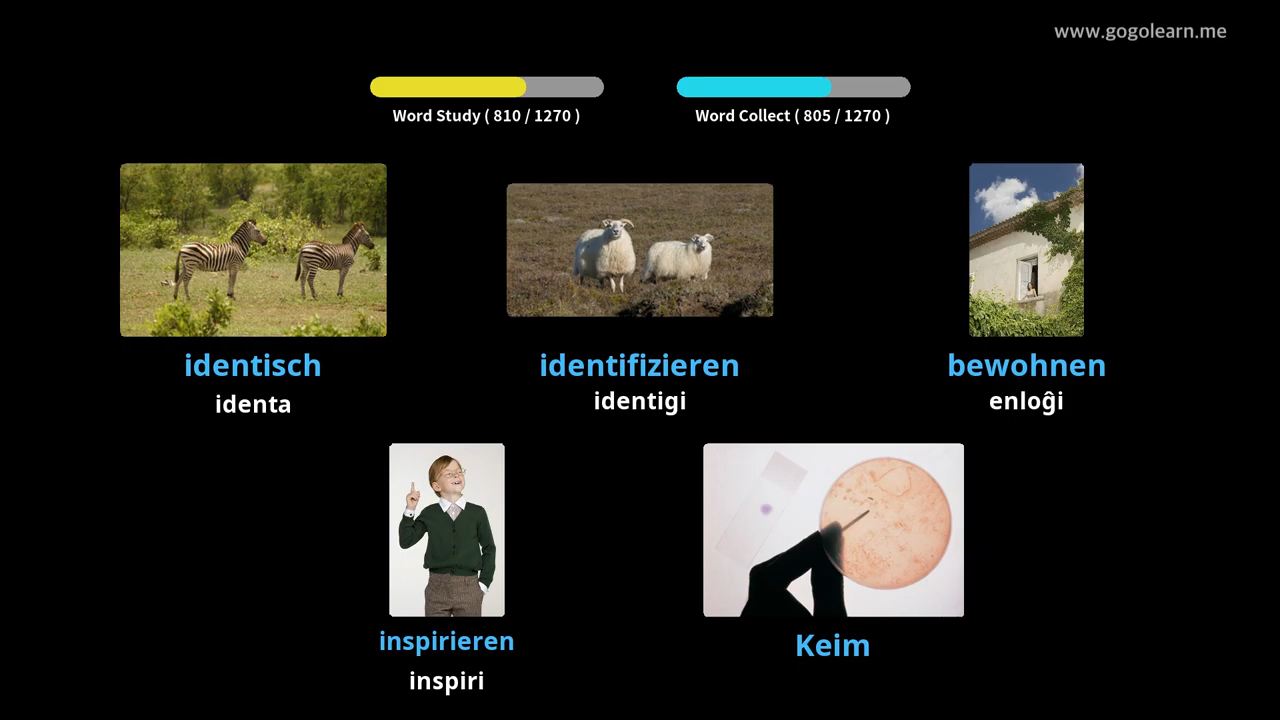 www.gogolearn.me
Word Study ( 810 / 1270 )
Word Collect ( 805 / 1270 )
identisch
identa
identifizieren
identigi
bewohnen
enloĝi
inspirieren
inspiri
Keim